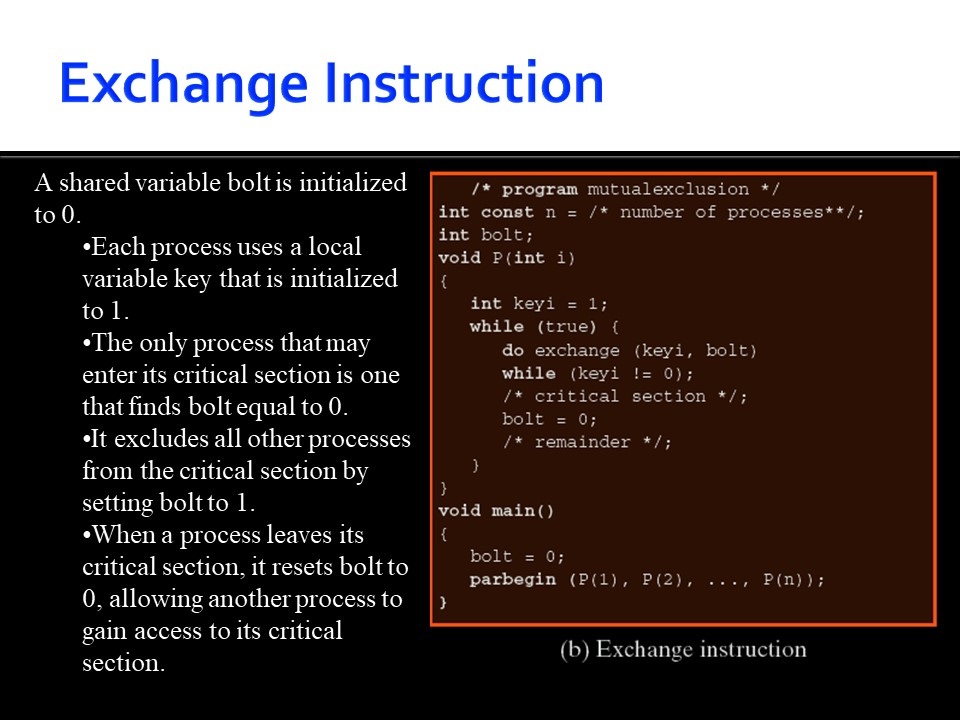 Exchange Instruction
A shared variable bolt is initialized
to 0.
•Each process uses a local
variable key that is initialized
to 1.
•The only process that may
enter its critical section is one
that finds bolt equal to 0.
•It excludes all other processes
from the critical section by
setting bolt to 1.
•When a process leaves its
critical section, it resets bolt to
0, allowing another process to
gain access to its critical
section.
/* program mutualexclusion */
int const n = /* number of processes**/;
int bolt;
void P(int i)
{
int keyi = 1;
while (true) {
do exchange (keyi, bolt)
while (keyi != 0);
/* critical section */;
bolt = 0;
/* remainder */;
}
}
void main()
{
bolt = 0;
parbegin (P(1), P(2), ..., P(n));
}
(b) Exchange instruction